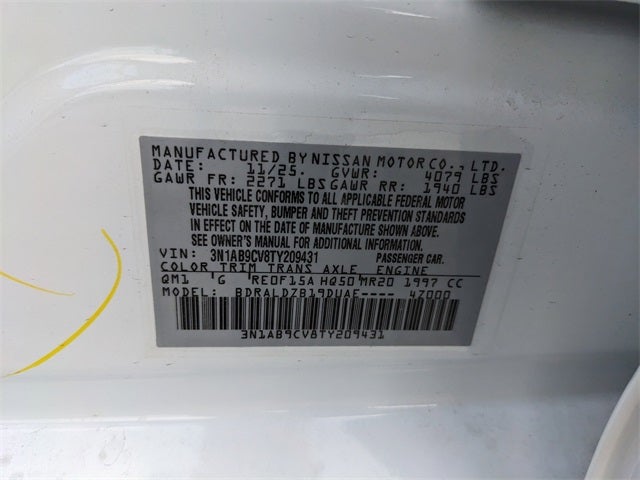 MANUFACTURED BY NISSAN MOTOR CO., LTD.
DATE: 11/25. GVWR: 4079 LBS
GAWR FR: 2271 LBS GAWR RR: 1940 LBS
THIS VEHICLE CONFORMS TO ALL APPLICABLE FEDERAL MOTOR
VEHICLE SAFETY, BUMPER AND THEFT PREVENTION STANDARDS
IN EFFECT ON THE DATE OF MANUFACTURE SHOWN ABOVE.
SEE OWNER'S MANUAL FOR ADDITIONAL INFORMATION.
VIN: 3N1AB9CV8TY209431 PASSENGER CAR.
COLOR TRIM TRANS AXLE ENGINE
QM1 G RE0F15A HQ50 MR20 1997 CC
MODEL: BDRALDZB19DUAE---- 47000
3N1AB9CV8TY209431